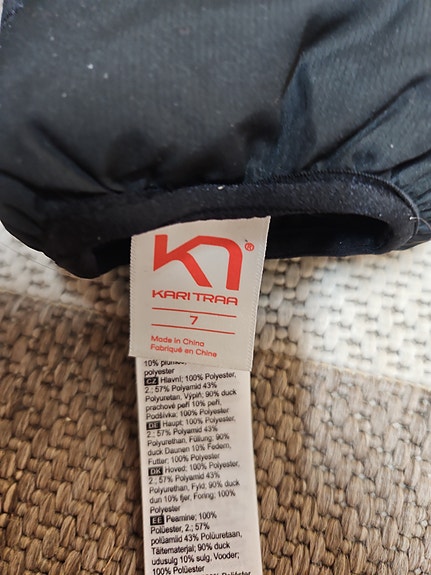 KN®
KARI TRAA
7
Made in China
Fabriqué en Chine
10% plumes,
polyester
CZ Hlavní; 100% Polyester,
2.; 57% Polyamid 43%
Polyuretan, Výplň; 90% duck
prachové peří 10% peří,
Podšívka: 100% Polyester
DE Haupt; 100% Polyester,
2.; 57% Polyamid 43%
Polyurethan, Füllung; 90%
duck Daunen 10% Federn,
Futter; 100% Polyester
DK Hoved; 100% Polyester,
2.; 57% Polyamid 43%
Polyurethan, Fyld; 90% duck
dun 10% fjer, Foring; 100%
Polyester
EE Peamine; 100%
Polüester, 2.; 57%
polüamiid 43% Polüuretaan,
Täitematerjal; 90% duck
udusulg 10% sulg, Vooder;
100% Polüester